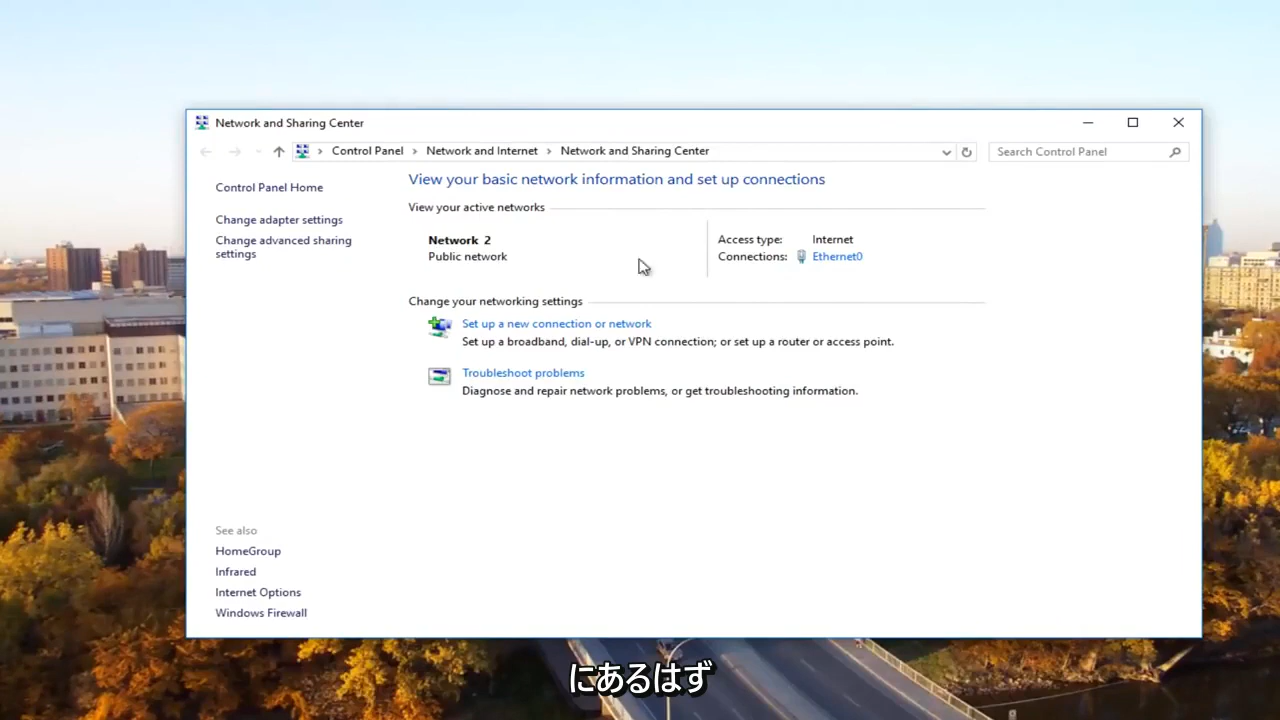 Network and Sharing Center
Control Panel > Network and Internet > Network and Sharing Center
Search Control Panel
Control Panel Home
Change adapter settings
Change advanced sharing
settings
View your basic network information and set up connections
View your active networks
Network 2
Public network
Access type: Internet
Connections: Ethernet0
Change your networking settings
Set up a new connection or network
Set up a broadband, dial-up, or VPN connection; or set up a router or access point.
Troubleshoot problems
Diagnose and repair network problems, or get troubleshooting information.
See also
HomeGroup
Infrared
Internet Options
Windows Firewall
にあるはず